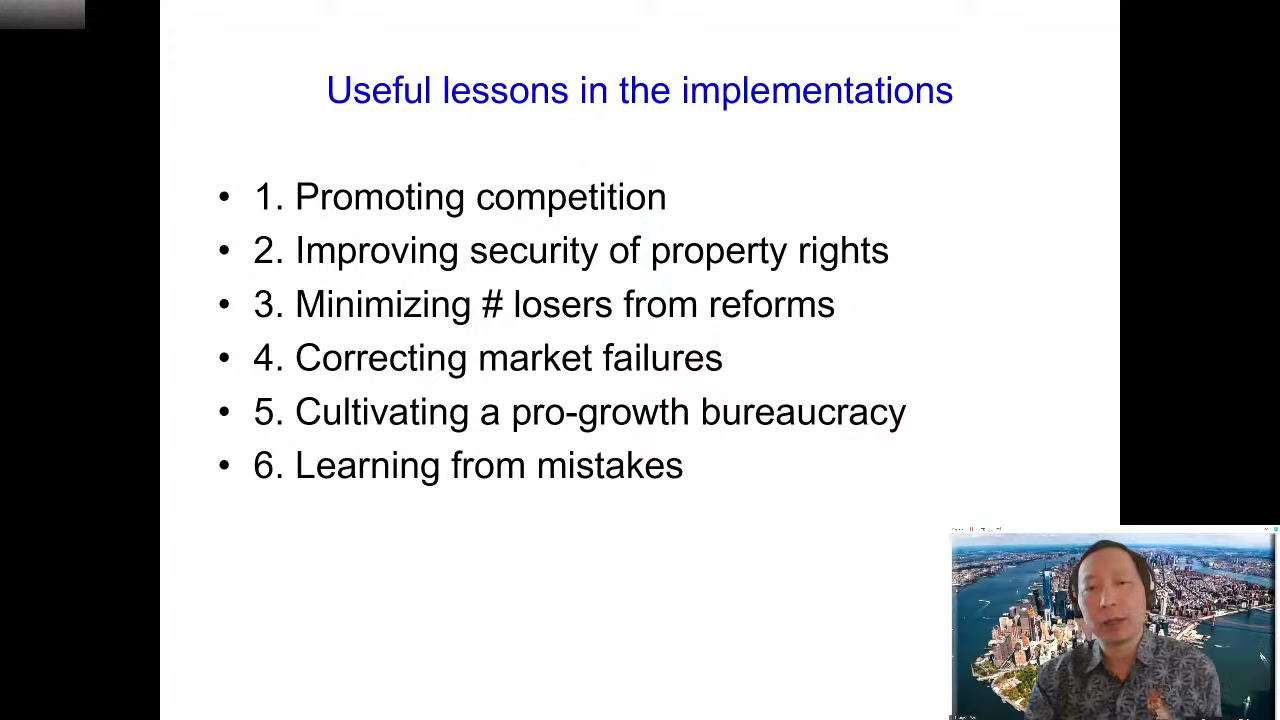 Useful lessons in the implementations
• 1. Promoting competition
• 2. Improving security of property rights
• 3. Minimizing # losers from reforms
• 4. Correcting market failures
• 5. Cultivating a pro-growth bureaucracy
• 6. Learning from mistakes